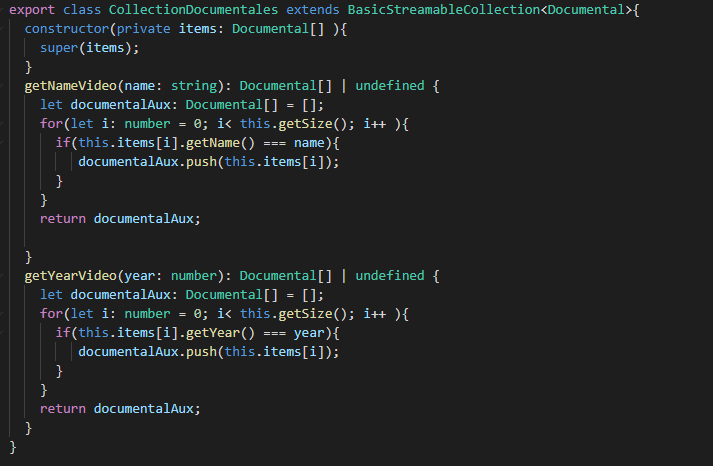 export class CollectionDocumentales extends BasicStreamableCollection<Documental>{
  constructor(private items: Documental[] ){
    super(items);
  }
  getNameVideo(name: string): Documental[] | undefined {
    let documentalAux: Documental[] = [];
    for(let i: number = 0; i< this.getSize(); i++ ){
      if(this.items[i].getName() === name){
        documentalAux.push(this.items[i]);
      }
    }
    return documentalAux;

  }
  getYearVideo(year: number): Documental[] | undefined {
    let documentalAux: Documental[] = [];
    for(let i: number = 0; i< this.getSize(); i++ ){
      if(this.items[i].getYear() === year){
        documentalAux.push(this.items[i]);
      }
    }
    return documentalAux;
  }
}